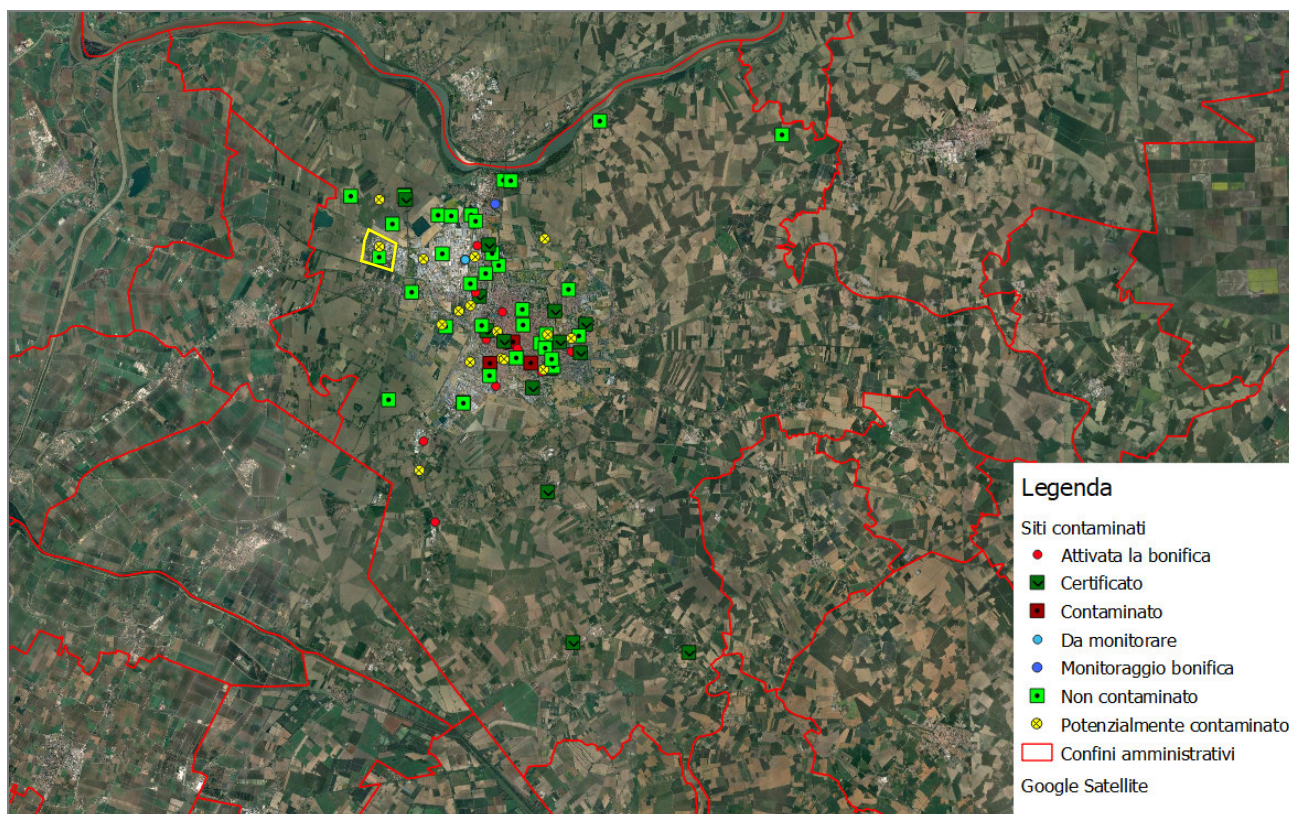 Legenda
Siti contaminati
Attivata la bonifica
Certificato
Contaminato
Da monitorare
Monitoraggio bonifica
Non contaminato
Potenzialmente contaminato
Confini amministrativi
Google Satellite